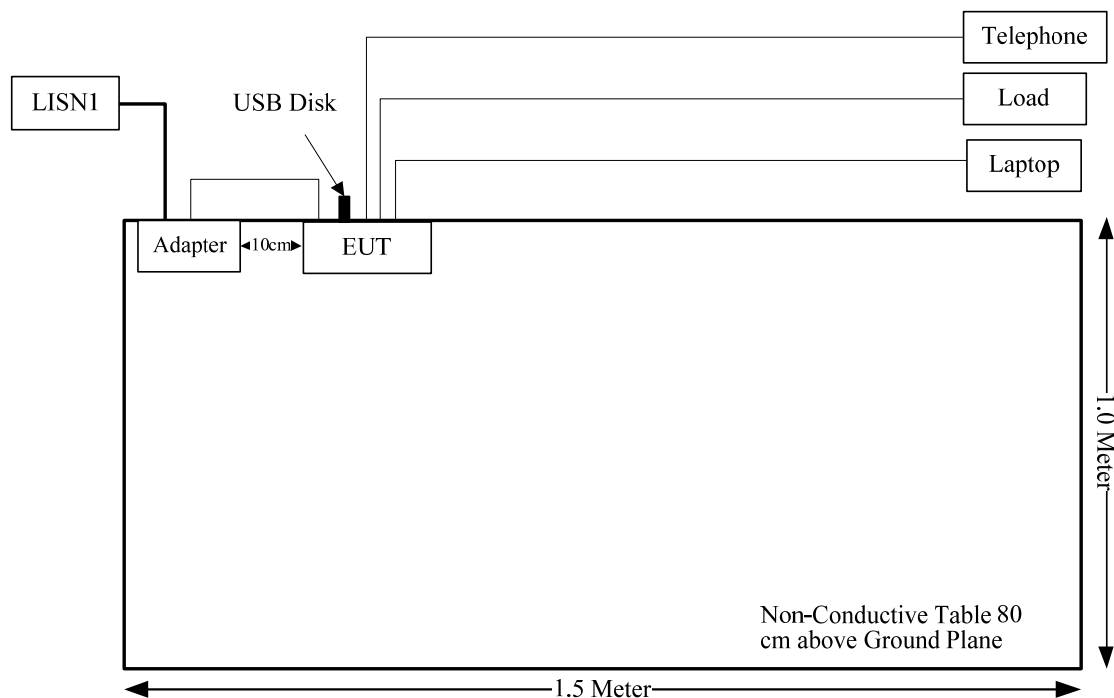 Telephone
LISN1
USB Disk
Load
Laptop
Adapter
10cm
EUT
1.0 Meter
Non-Conductive Table 80
cm above Ground Plane
1.5 Meter